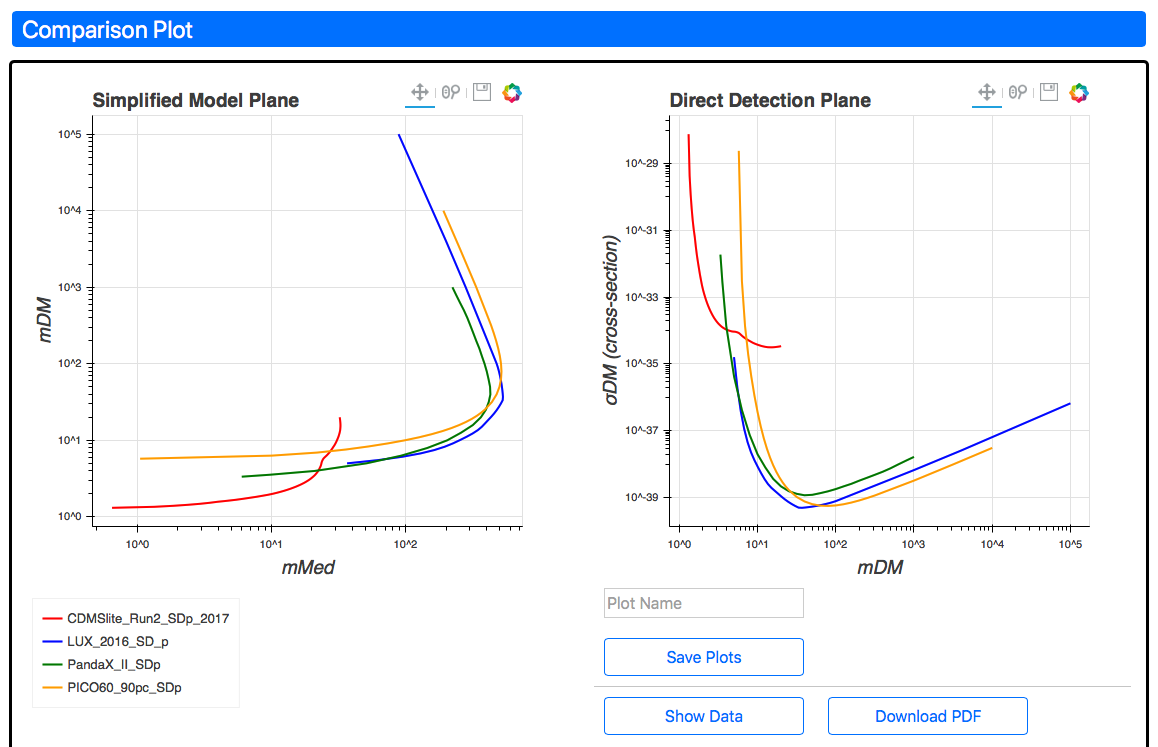 Comparison Plot
Simplified Model Plane
10^5
10^4
10^3
10^2
10^1
10^0
mDM
10^0 10^1 10^2
mMed
CDMSlite_Run2_SDp_2017
LUX_2016_SD_p
PandaX_II_SDp
PICO60_90pc_SDp
Direct Detection Plane
10^-29
10^-31
10^-33
10^-35
10^-37
10^-39
σDM (cross-section)
10^0 10^1 10^2 10^3 10^4 10^5
mDM
Plot Name
Save Plots
Show Data
Download PDF